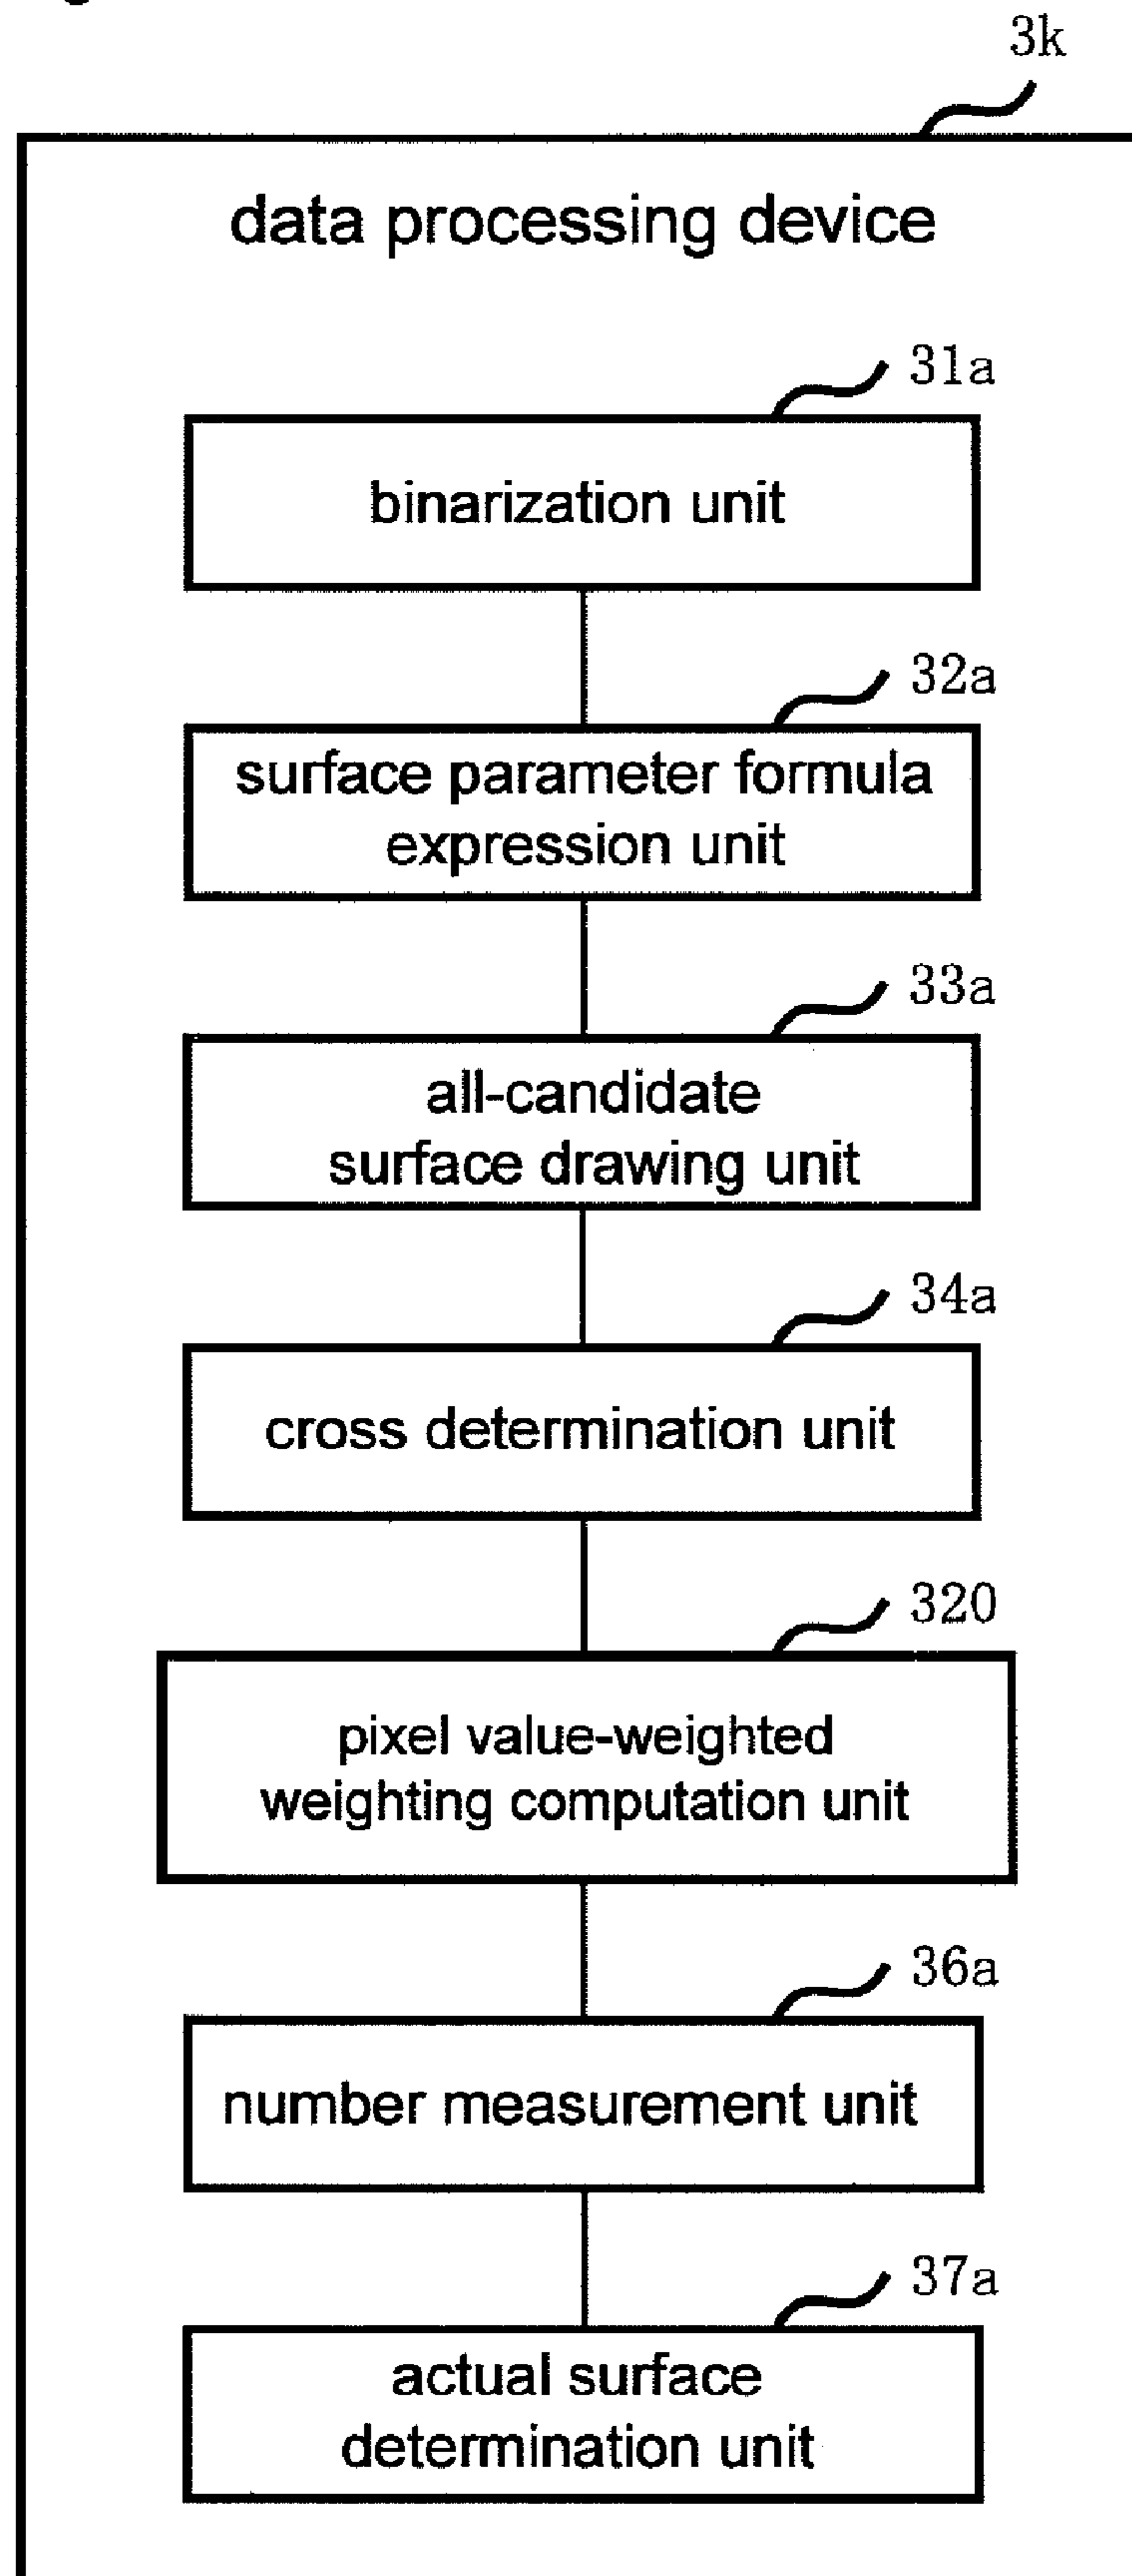 3k
data processing device
31a
binarization unit
32a
surface parameter formula
expression unit
33a
all-candidate
surface drawing unit
34a
cross determination unit
320
pixel value-weighted
weighting computation unit
36a
number measurement unit
37a
actual surface
determination unit